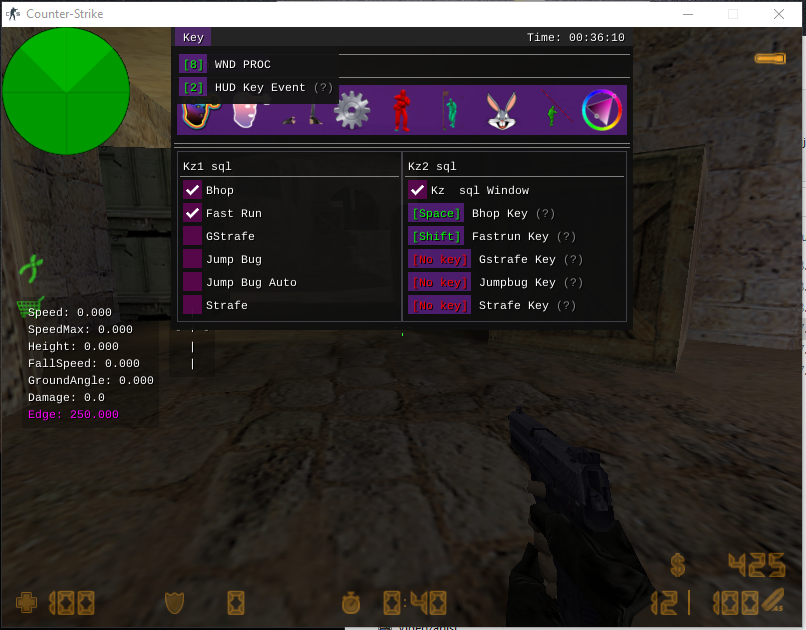 Counter-Strike
Key
Time: 00:36:10
[8] WND PROC
[2] HUD Key Event (?)
Kz1 sql
Bhop
Fast Run
GStrafe
Jump Bug
Jump Bug Auto
Strafe
Kz2 sql
Kz sql Window
[Space] Bhop Key (?)
[Shift] Fastrun Key (?)
[No key] Gstrafe Key (?)
[No key] Jumpbug Key (?)
[No key] Strafe Key (?)
Speed: 0.000
SpeedMax: 0.000
Height: 0.000
FallSpeed: 0.000
GroundAngle: 0.000
Damage: 0.0
Edge: 250.000
$ 425
100
0
0:40
12 | 100